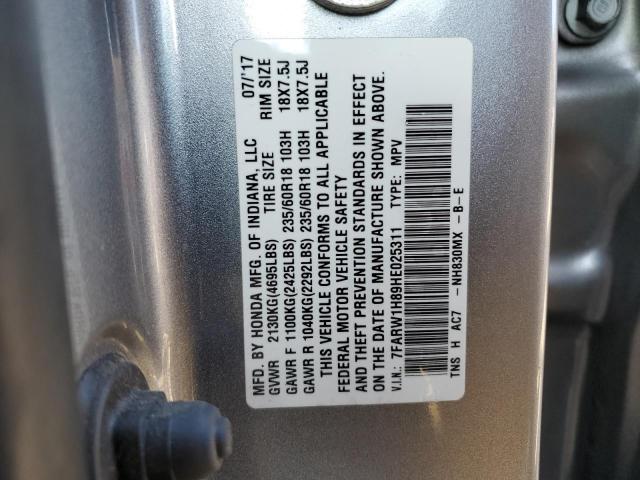 MFD. BY HONDA MFG. OF INDIANA, LLC 07/'17
GVWR 2130KG(4695LBS) TIRE SIZE RIM SIZE
GAWR F 1100KG(2425LBS) 235/60R18 103H 18X7.5J
GAWR R 1040KG(2292LBS) 235/60R18 103H 18X7.5J
THIS VEHICLE CONFORMS TO ALL APPLICABLE
FEDERAL MOTOR VEHICLE SAFETY
AND THEFT PREVENTION STANDARDS IN EFFECT
ON THE DATE OF MANUFACTURE SHOWN ABOVE.
V.I.N.: 7FARW1H89HE025311 TYPE: MPV
TNS H AC7 - NH830MX - B - E